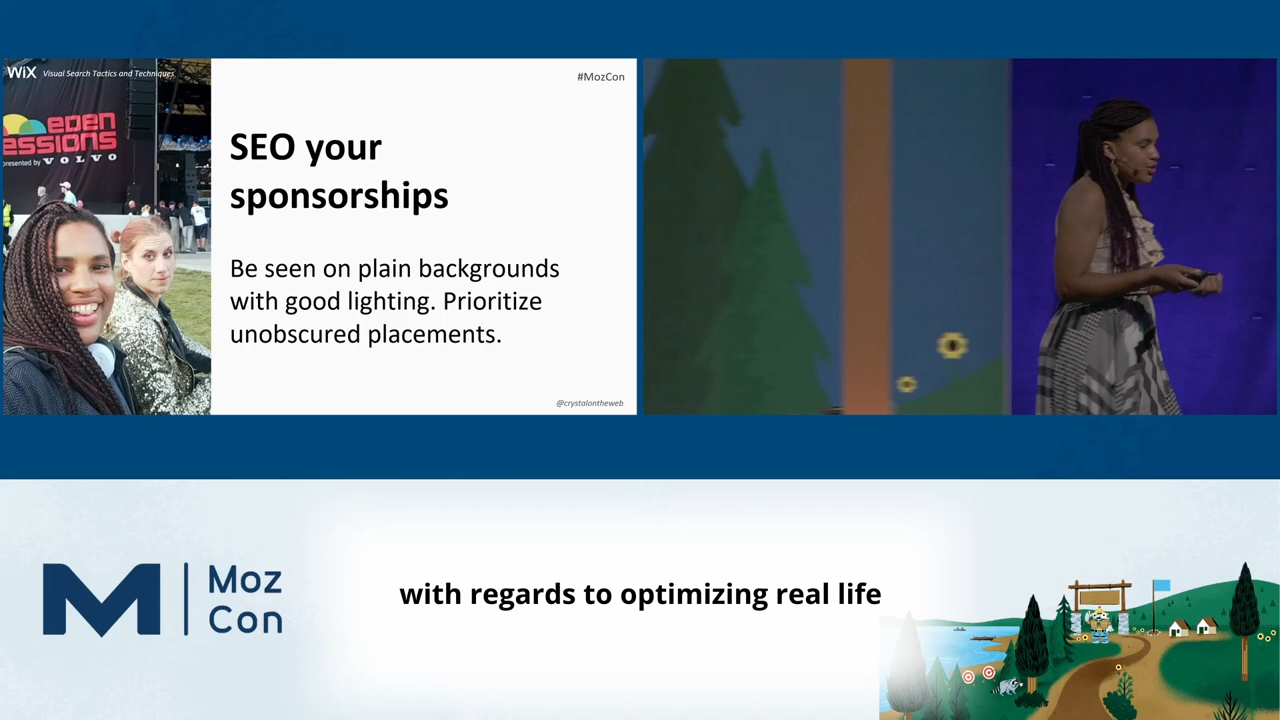 WiX Visual Search Tactics and Techniques
#MozCon
eden
essions
presented by VOLVO
SEO your
sponsorships
Be seen on plain backgrounds
with good lighting. Prioritize
unobscured placements.
@crystalontheweb
Moz
Con
with regards to optimizing real life